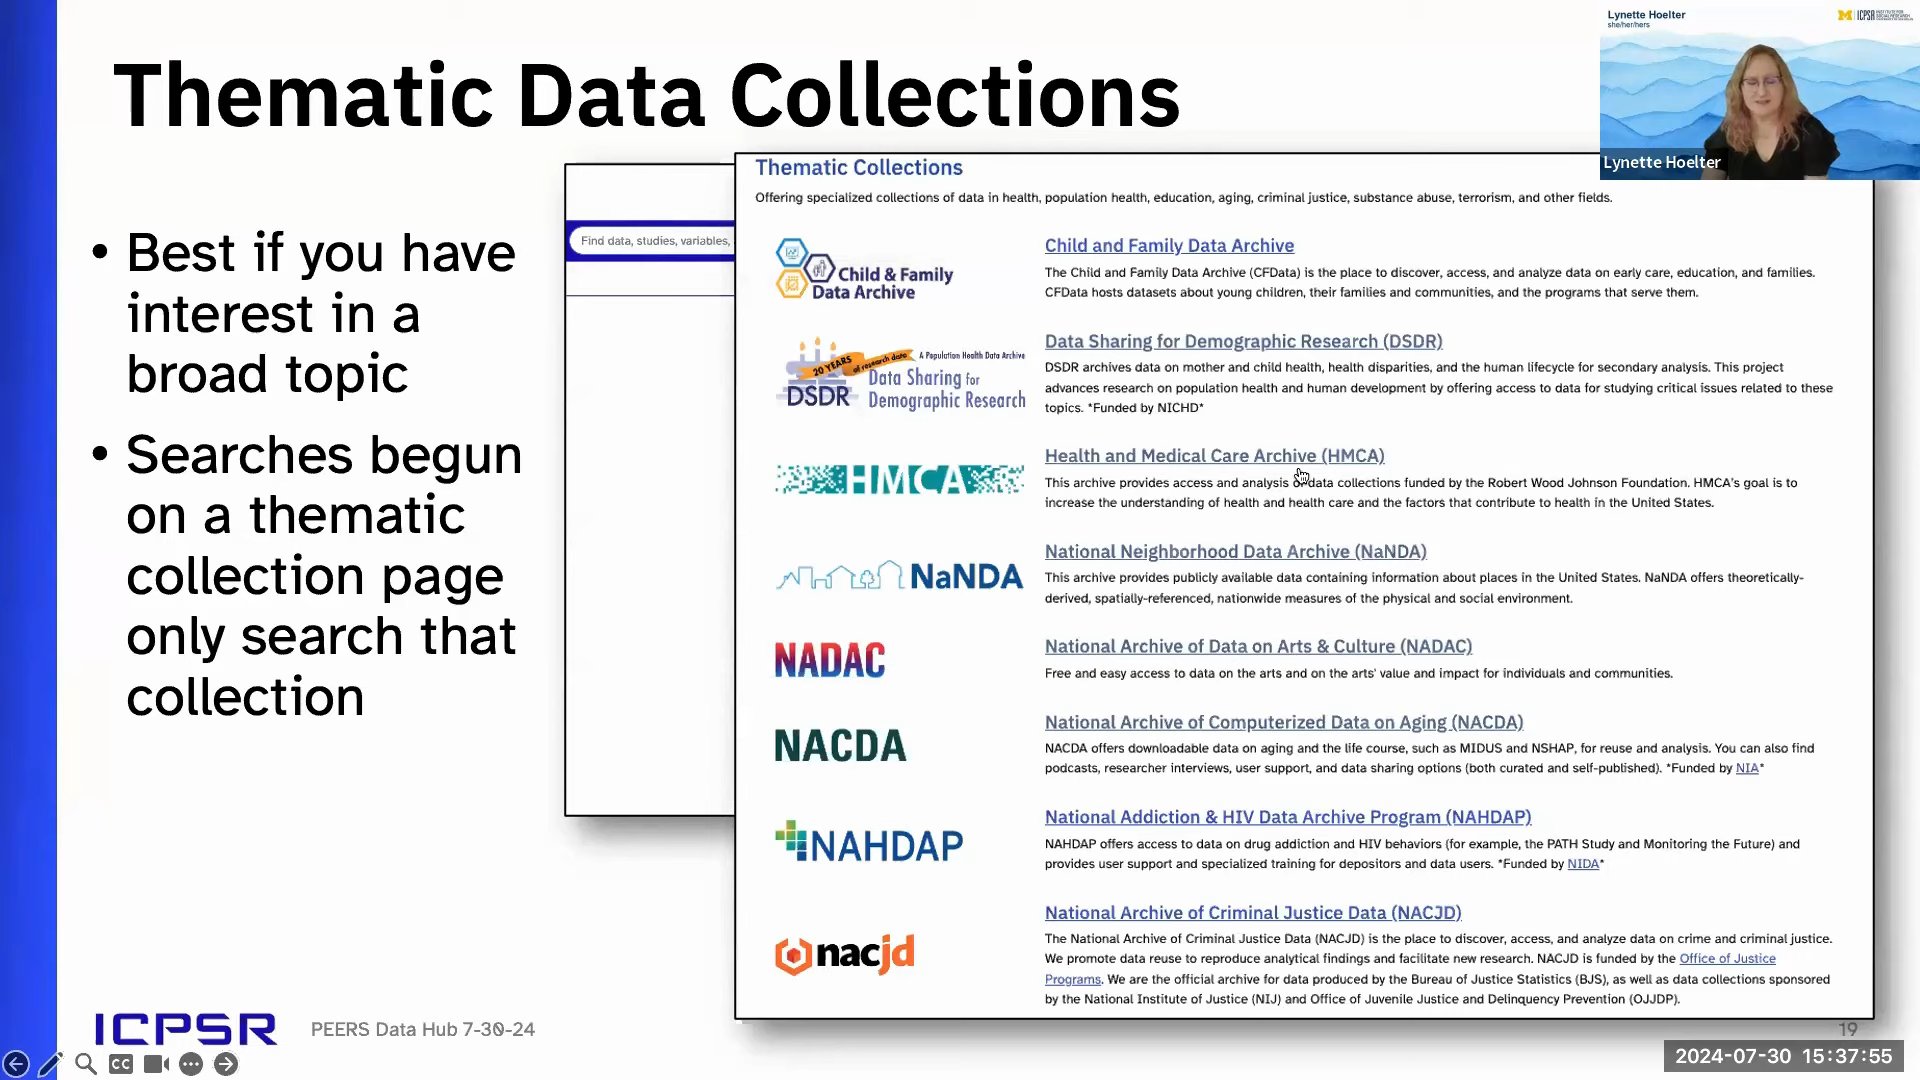 Thematic Data Collections
Lynette Hoelter
she/her/hers
Lynette Hoelter
• Best if you have
interest in a
broad topic
• Searches begun
on a thematic
collection page
only search that
collection
Find data, studies, variables,
Thematic Collections
Offering specialized collections of data in health, population health, education, aging, criminal justice, substance abuse, terrorism, and other fields.
Child & Family
Data Archive
Child and Family Data Archive
The Child and Family Data Archive (CFData) is the place to discover, access, and analyze data on early care, education, and families.
CFData hosts datasets about young children, their families and communities, and the programs that serve them.
20 YEARS of research data
A Population Health Data Archive
DSDR
Data Sharing for
Demographic Research
Data Sharing for Demographic Research (DSDR)
DSDR archives data on mother and child health, health disparities, and the human lifecycle for secondary analysis. This project
advances research on population health and human development by offering access to data for studying critical issues related to these
topics. *Funded by NICHD*
HMCA
Health and Medical Care Archive (HMCA)
This archive provides access and analysis of data collections funded by the Robert Wood Johnson Foundation. HMCA's goal is to
increase the understanding of health and health care and the factors that contribute to health in the United States.
NaNDA
National Neighborhood Data Archive (NaNDA)
This archive provides publicly available data containing information about places in the United States. NaNDA offers theoretically-
derived, spatially-referenced, nationwide measures of the physical and social environment.
NADAC
National Archive of Data on Arts & Culture (NADAC)
Free and easy access to data on the arts and on the arts' value and impact for individuals and communities.
NACDA
National Archive of Computerized Data on Aging (NACDA)
NACDA offers downloadable data on aging and the life course, such as MIDUS and NSHAP, for reuse and analysis. You can also find
podcasts, researcher interviews, user support, and data sharing options (both curated and self-published). *Funded by NIA*
NAHDAP
National Addiction & HIV Data Archive Program (NAHDAP)
NAHDAP offers access to data on drug addiction and HIV behaviors (for example, the PATH Study and Monitoring the Future) and
provides user support and specialized training for depositors and data users. *Funded by NIDA*
nacjd
National Archive of Criminal Justice Data (NACJD)
The National Archive of Criminal Justice Data (NACJD) is the place to discover, access, and analyze data on crime and criminal justice.
We promote data reuse to reproduce analytical findings and facilitate new research. NACJD is funded by the Office of Justice
Programs. We are the official archive for data produced by the Bureau of Justice Statistics (BJS), as well as data collections sponsored
by the National Institute of Justice (NIJ) and Office of Juvenile Justice and Delinquency Prevention (OJJDP).
ICPSR
PEERS Data Hub 7-30-24
19
CC
2024-07-30 15:37:55